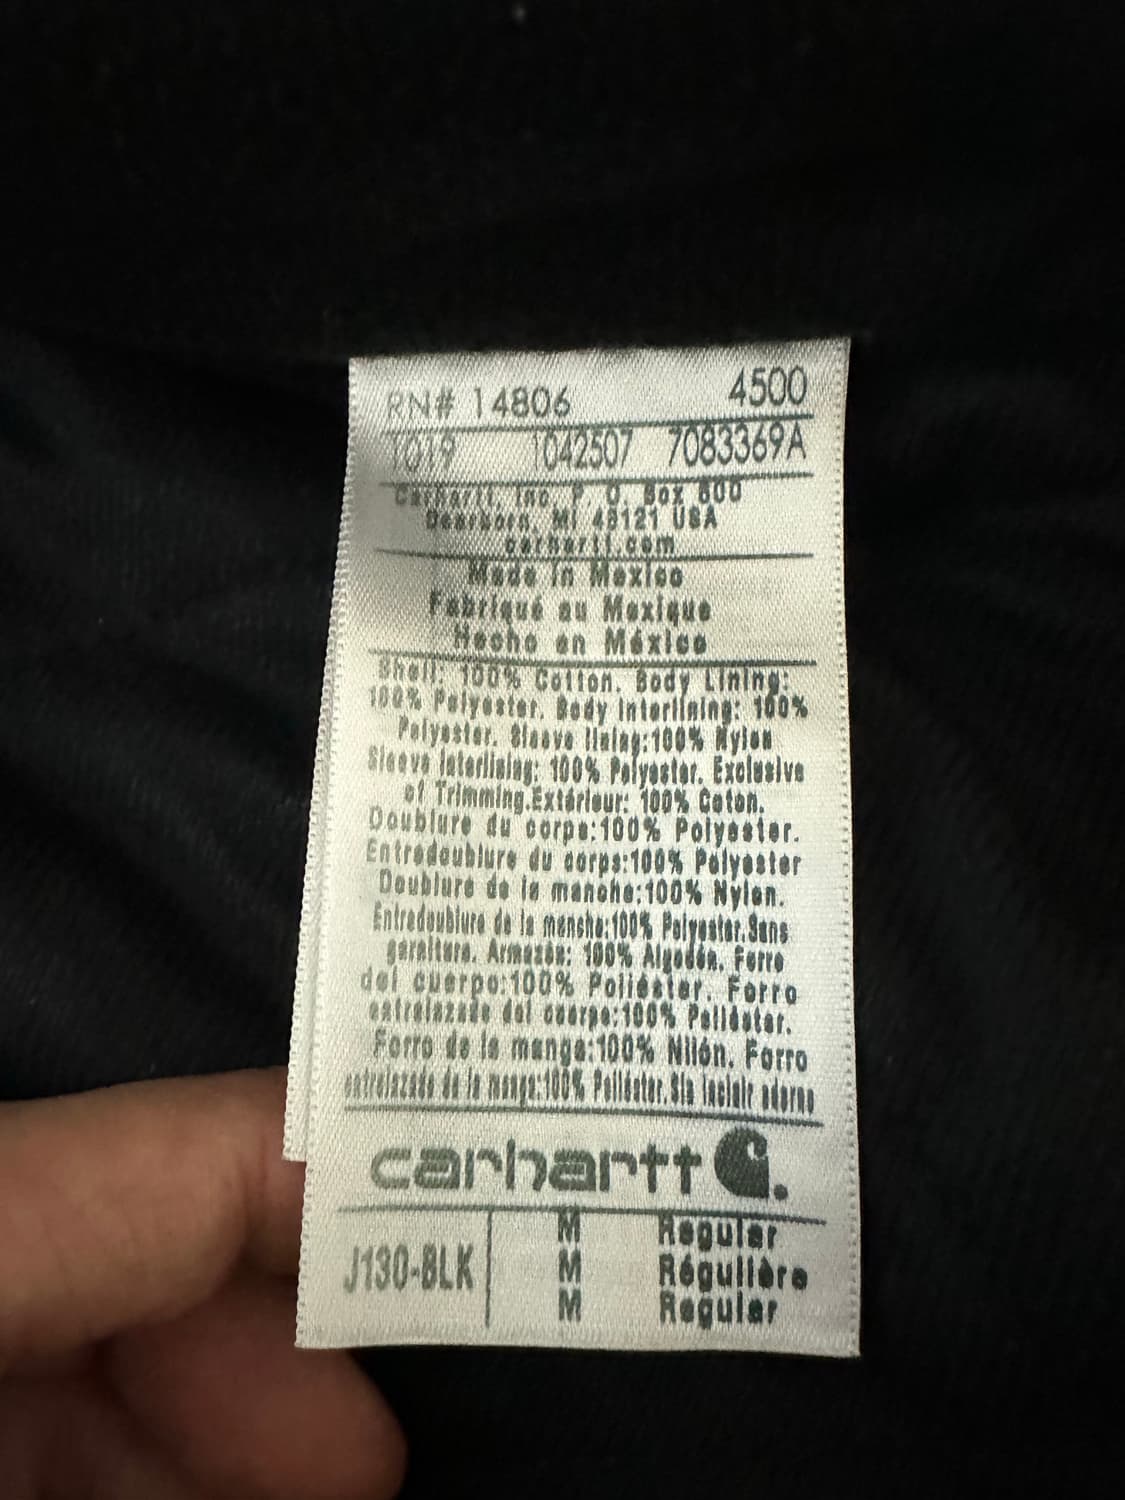 RN# 14806 4500
1019 1042507 7083369A
Carhartt, Inc. P. O. Box 600
Dearborn, MI 48121 USA
carhartt.com
Made in Mexico
Fabriqué au Mexique
Hecho en México
Shell: 100% Cotton. Body Lining:
100% Polyester. Body Interlining: 100%
Polyester. Sleeve lining:100% Nylon
Sleeve Interlining: 100% Polyester. Exclusive
of Trimming.Extérieur: 100% Coton.
Doublure du corps:100% Polyester.
Entredoublure du corps:100% Polyester
Doublure de la manche:100% Nylon.
Entredoublure de la manche:100% Polyester.Sans
garniture. Armazón: 100% Algodón. Forro
del cuerpo:100% Poliéster. Forro
entrelazado del cuerpo:100% Poliéster.
Forro de la manga:100% Nilón. Forro
entrelazado de la manga:100% Poliéster.Sin incluir adorno
carhartt
J130-BLK M Regular
M Régulière
M Regular